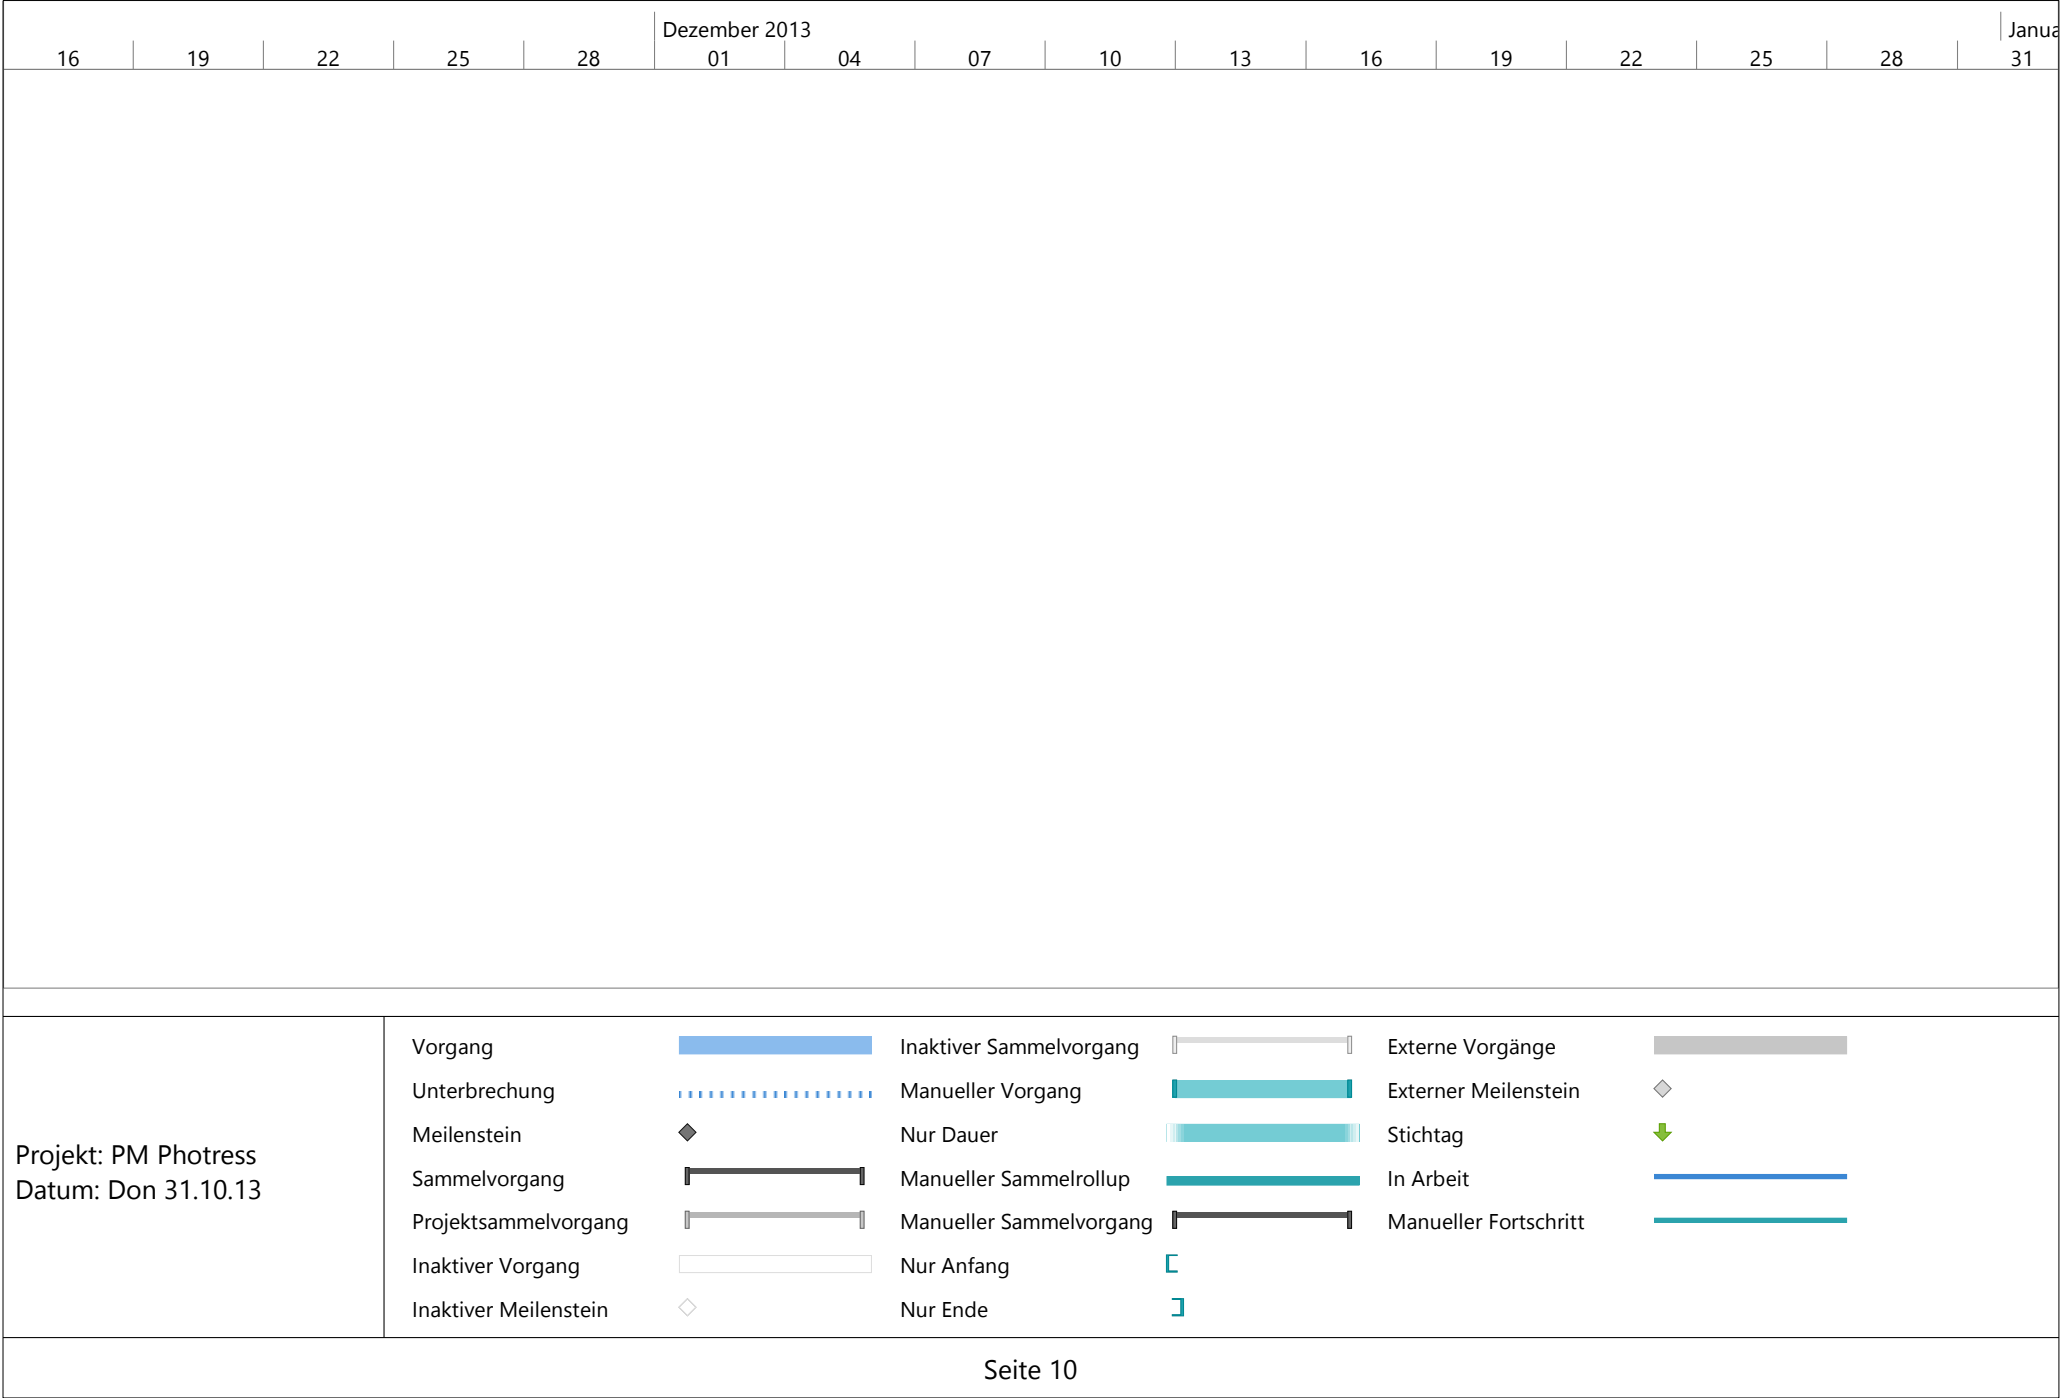 Dezember 2013 Janua
16 19 22 25 28 01 04 07 10 13 16 19 22 25 28 31
Projekt: PM Photress
Datum: Don 31.10.13
Vorgang
Unterbrechung
Meilenstein
Sammelvorgang
Projektsammelvorgang
Inaktiver Vorgang
Inaktiver Meilenstein
Inaktiver Sammelvorgang
Manueller Vorgang
Nur Dauer
Manueller Sammelrollup
Manueller Sammelvorgang
Nur Anfang
Nur Ende
Externe Vorgänge
Externer Meilenstein
Stichtag
In Arbeit
Manueller Fortschritt
Seite 10